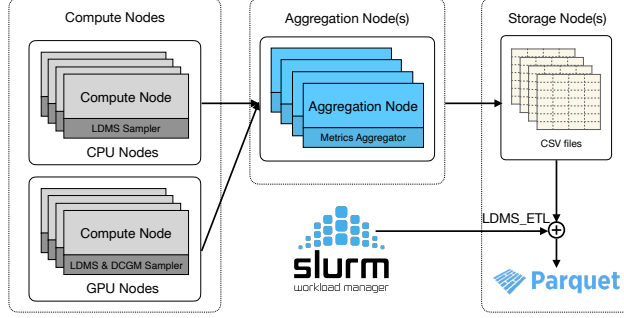 Compute Nodes
Compute Node
LDMS Sampler
CPU Nodes
Compute Node
LDMS & DCGM Sampler
GPU Nodes
Aggregation Node(s)
Aggregation Node
Metrics Aggregator
slurm
workload manager
Storage Node(s)
CSV files
LDMS_ETL
Parquet